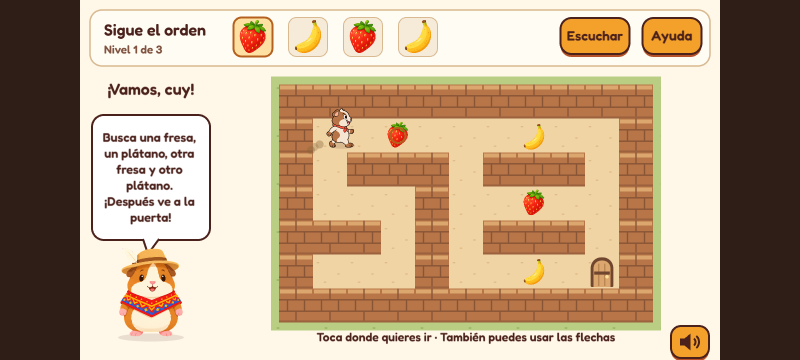 Sigue el orden
Nivel 1 de 3
Escuchar
Ayuda
¡Vamos, cuy!
Busca una fresa,
un plátano, otra
fresa y otro
plátano.
¡Después ve a la
puerta!
Toca donde quieres ir · También puedes usar las flechas